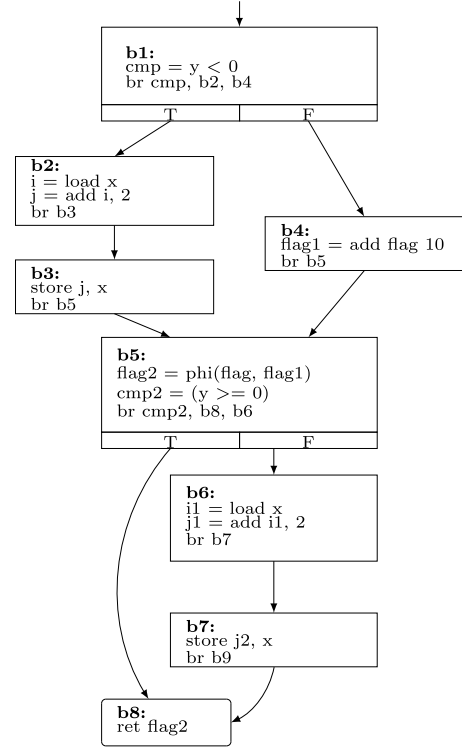 b1:
cmp = y < 0
br cmp, b2, b4
T
F
b2:
i = load x
j = add i, 2
br b3
b4:
flag1 = add flag 10
br b5
b3:
store j, x
br b5
b5:
flag2 = phi(flag, flag1)
cmp2 = (y >= 0)
br cmp2, b8, b6
T
F
b6:
i1 = load x
j1 = add i1, 2
br b7
b7:
store j2, x
br b9
b8:
ret flag2